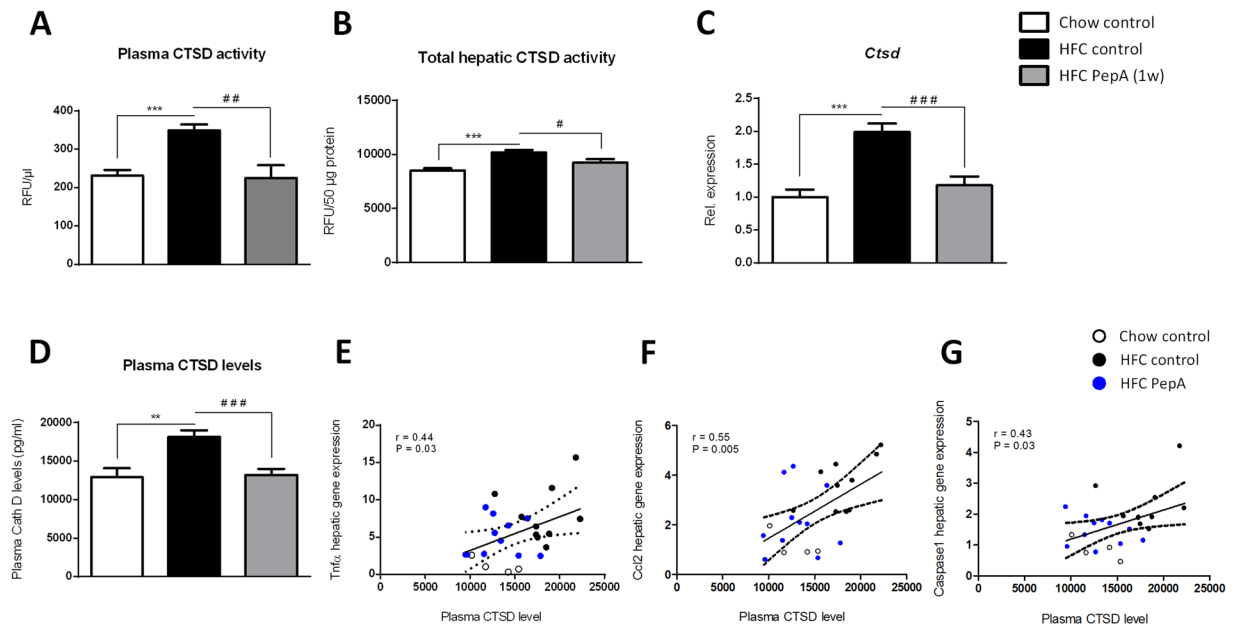 A
Plasma CTSD activity
RFU/µl
400
300
200
100
0
***
##
B
Total hepatic CTSD activity
RFU/50 µg protein
15000
10000
5000
0
***
#
C
Ctsd
Rel. expression
2.5
2.0
1.5
1.0
0.5
0.0
***
###
Chow control
HFC control
HFC PepA (1w)
D
Plasma CTSD levels
Plasma Cath D levels (pg/ml)
20000
15000
10000
5000
0
**
###
E
Tnfα hepatic gene expression
20
15
10
5
0
r = 0.44
P = 0.03
5000 10000 15000 20000 25000
Plasma CTSD level
F
Ccl2 hepatic gene expression
6
4
2
0
r = 0.55
P = 0.005
5000 10000 15000 20000 25000
Plasma CTSD level
G
Chow control
HFC control
HFC PepA
Caspase1 hepatic gene expression
5
4
3
2
1
0
r = 0.43
P = 0.03
5000 10000 15000 20000 25000
Plasma CTSD level